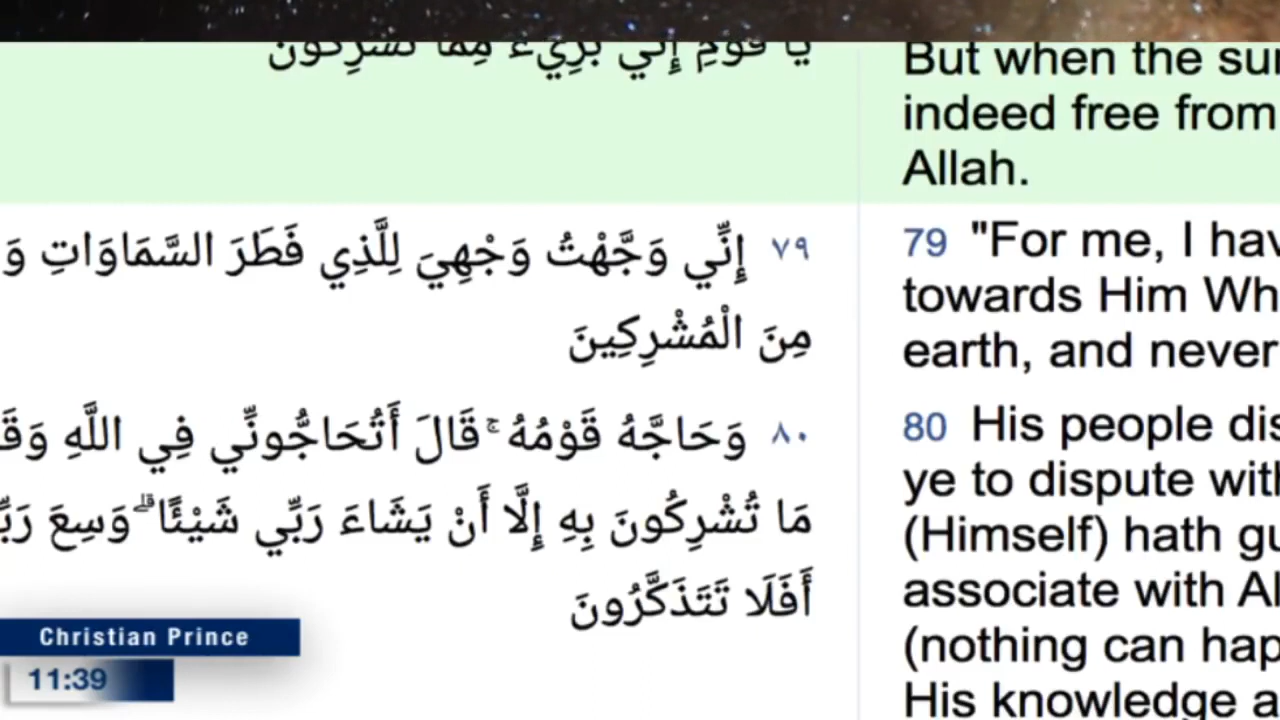 يَا قَوْمِ إِنِّي بَرِيءٌ مِمَّا تُشْرِكُونَ
٧٩ إِنِّي وَجَّهْتُ وَجْهِيَ لِلَّذِي فَطَرَ السَّمَاوَاتِ وَ
مِنَ الْمُشْرِكِينَ
٨٠ وَحَاجَّهُ قَوْمُهُ ۚ قَالَ أَتُحَاجُّونِّي فِي اللَّهِ وَقَ
مَا تُشْرِكُونَ بِهِ إِلَّا أَنْ يَشَاءَ رَبِّي شَيْئًا ۗ وَسِعَ رَبِّ
أَفَلَا تَتَذَكَّرُونَ
But when the su
indeed free from
Allah.
79 "For me, I hav
towards Him Wh
earth, and never
80 His people dis
ye to dispute with
(Himself) hath gu
associate with Al
(nothing can hap
His knowledge a
Christian Prince
11:39